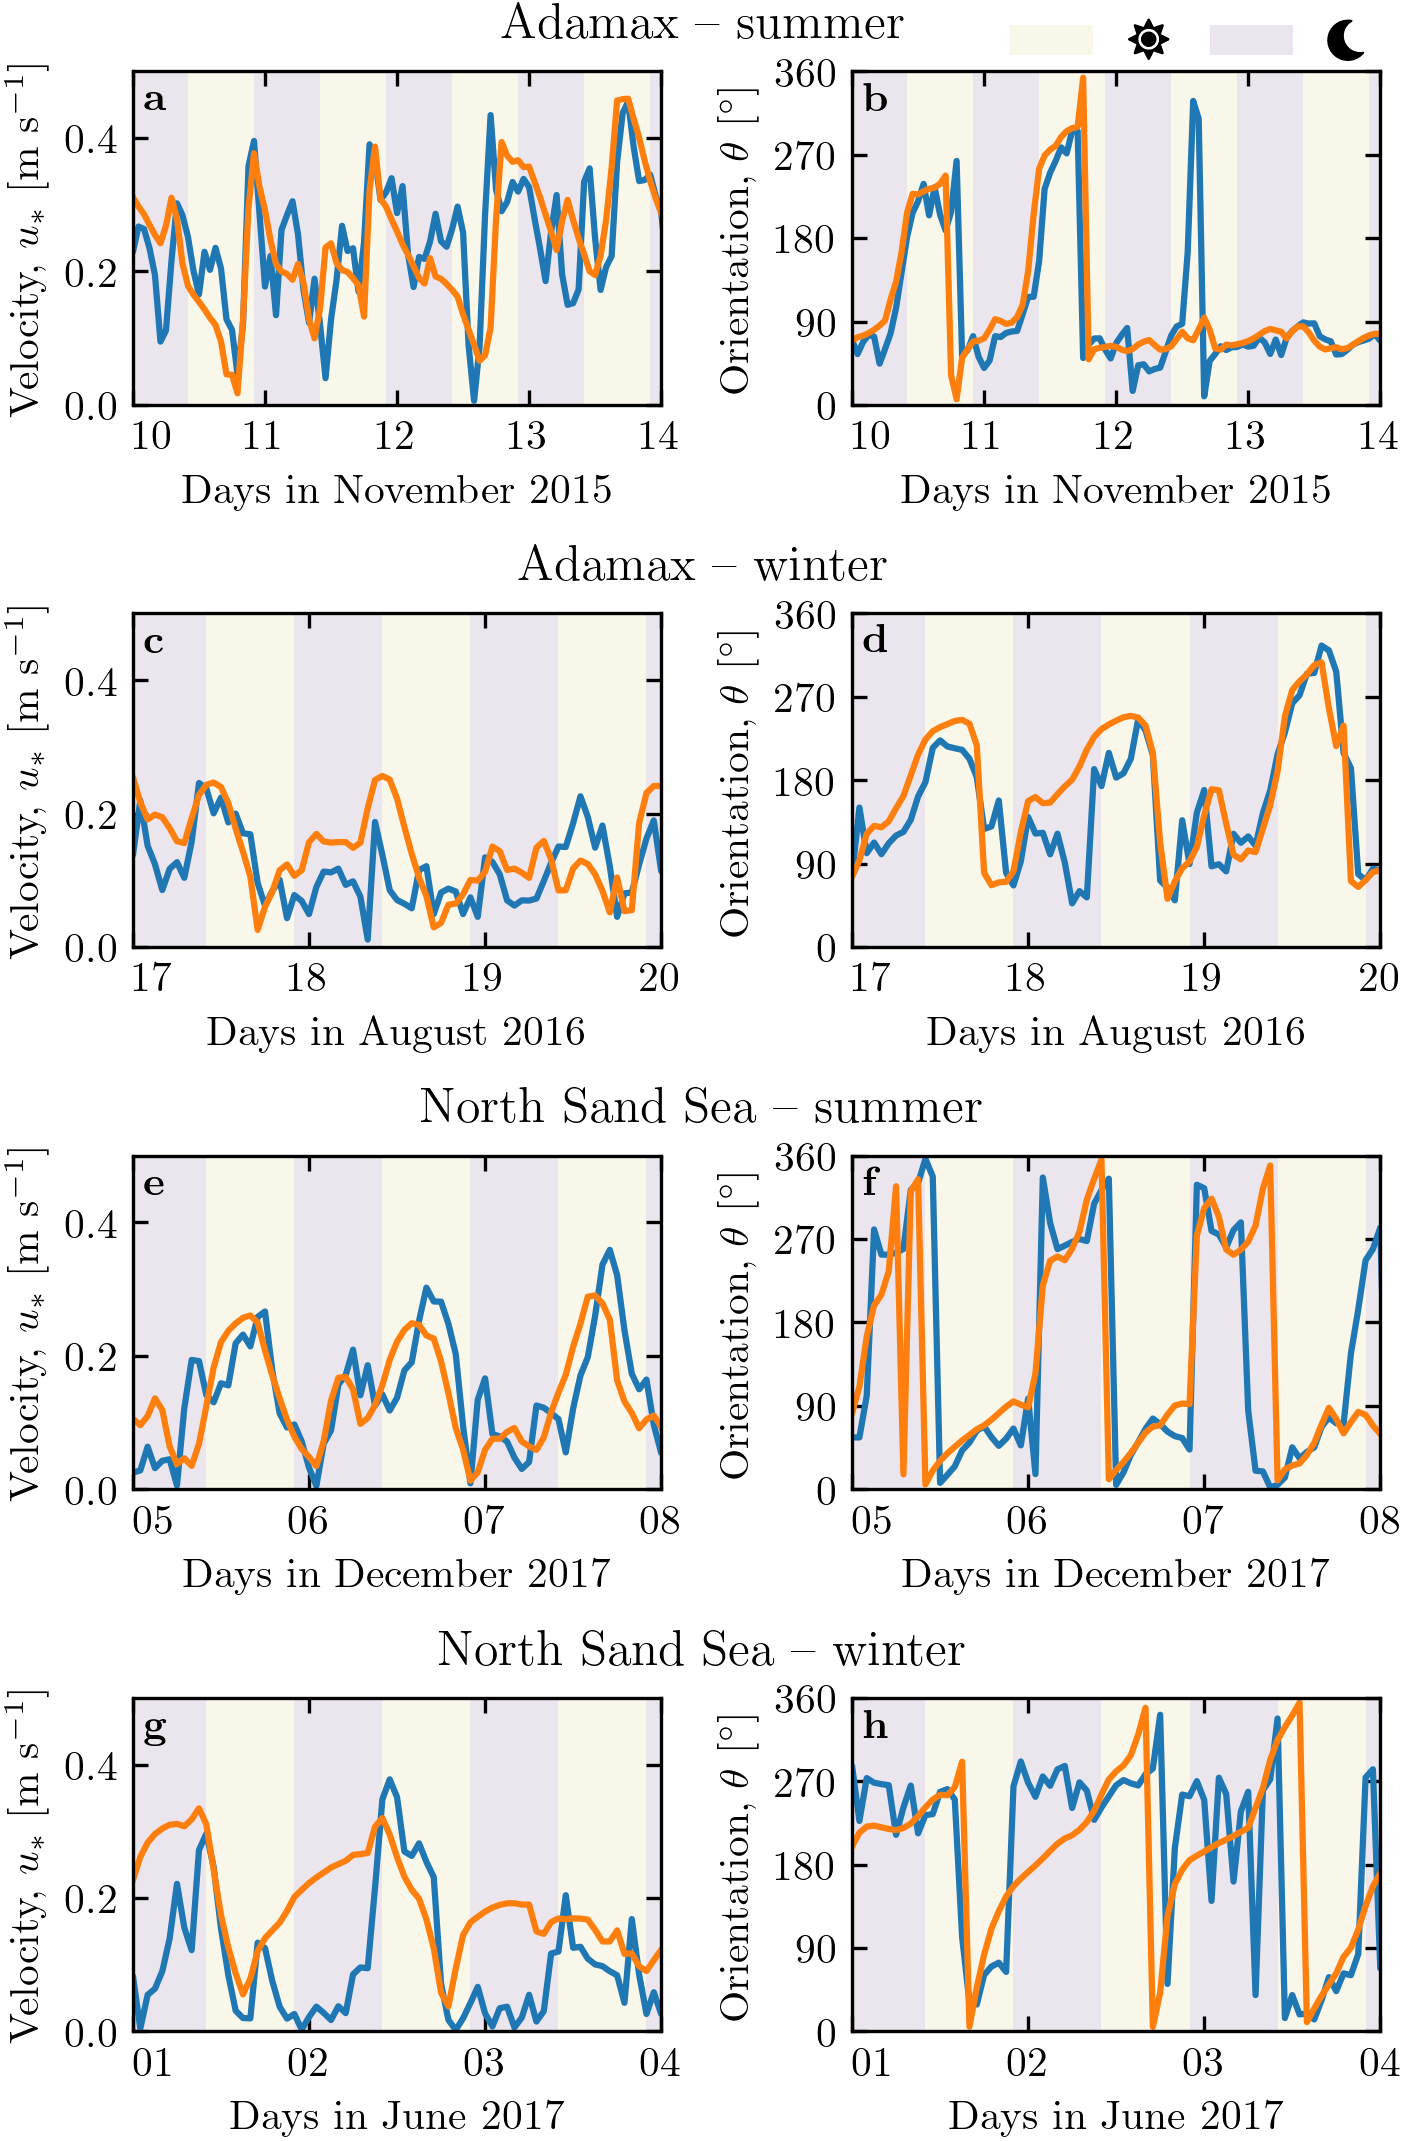 Adamax – summer
a
Velocity, u* [m s−1]
0.4
0.2
0.0
10 11 12 13 14
Days in November 2015
b
Orientation, θ [°]
360
270
180
90
0
10 11 12 13 14
Days in November 2015
Adamax – winter
c
Velocity, u* [m s−1]
0.4
0.2
0.0
17 18 19 20
Days in August 2016
d
Orientation, θ [°]
360
270
180
90
0
17 18 19 20
Days in August 2016
North Sand Sea – summer
e
Velocity, u* [m s−1]
0.4
0.2
0.0
05 06 07 08
Days in December 2017
f
Orientation, θ [°]
360
270
180
90
0
05 06 07 08
Days in December 2017
North Sand Sea – winter
g
Velocity, u* [m s−1]
0.4
0.2
0.0
01 02 03 04
Days in June 2017
h
Orientation, θ [°]
360
270
180
90
0
01 02 03 04
Days in June 2017